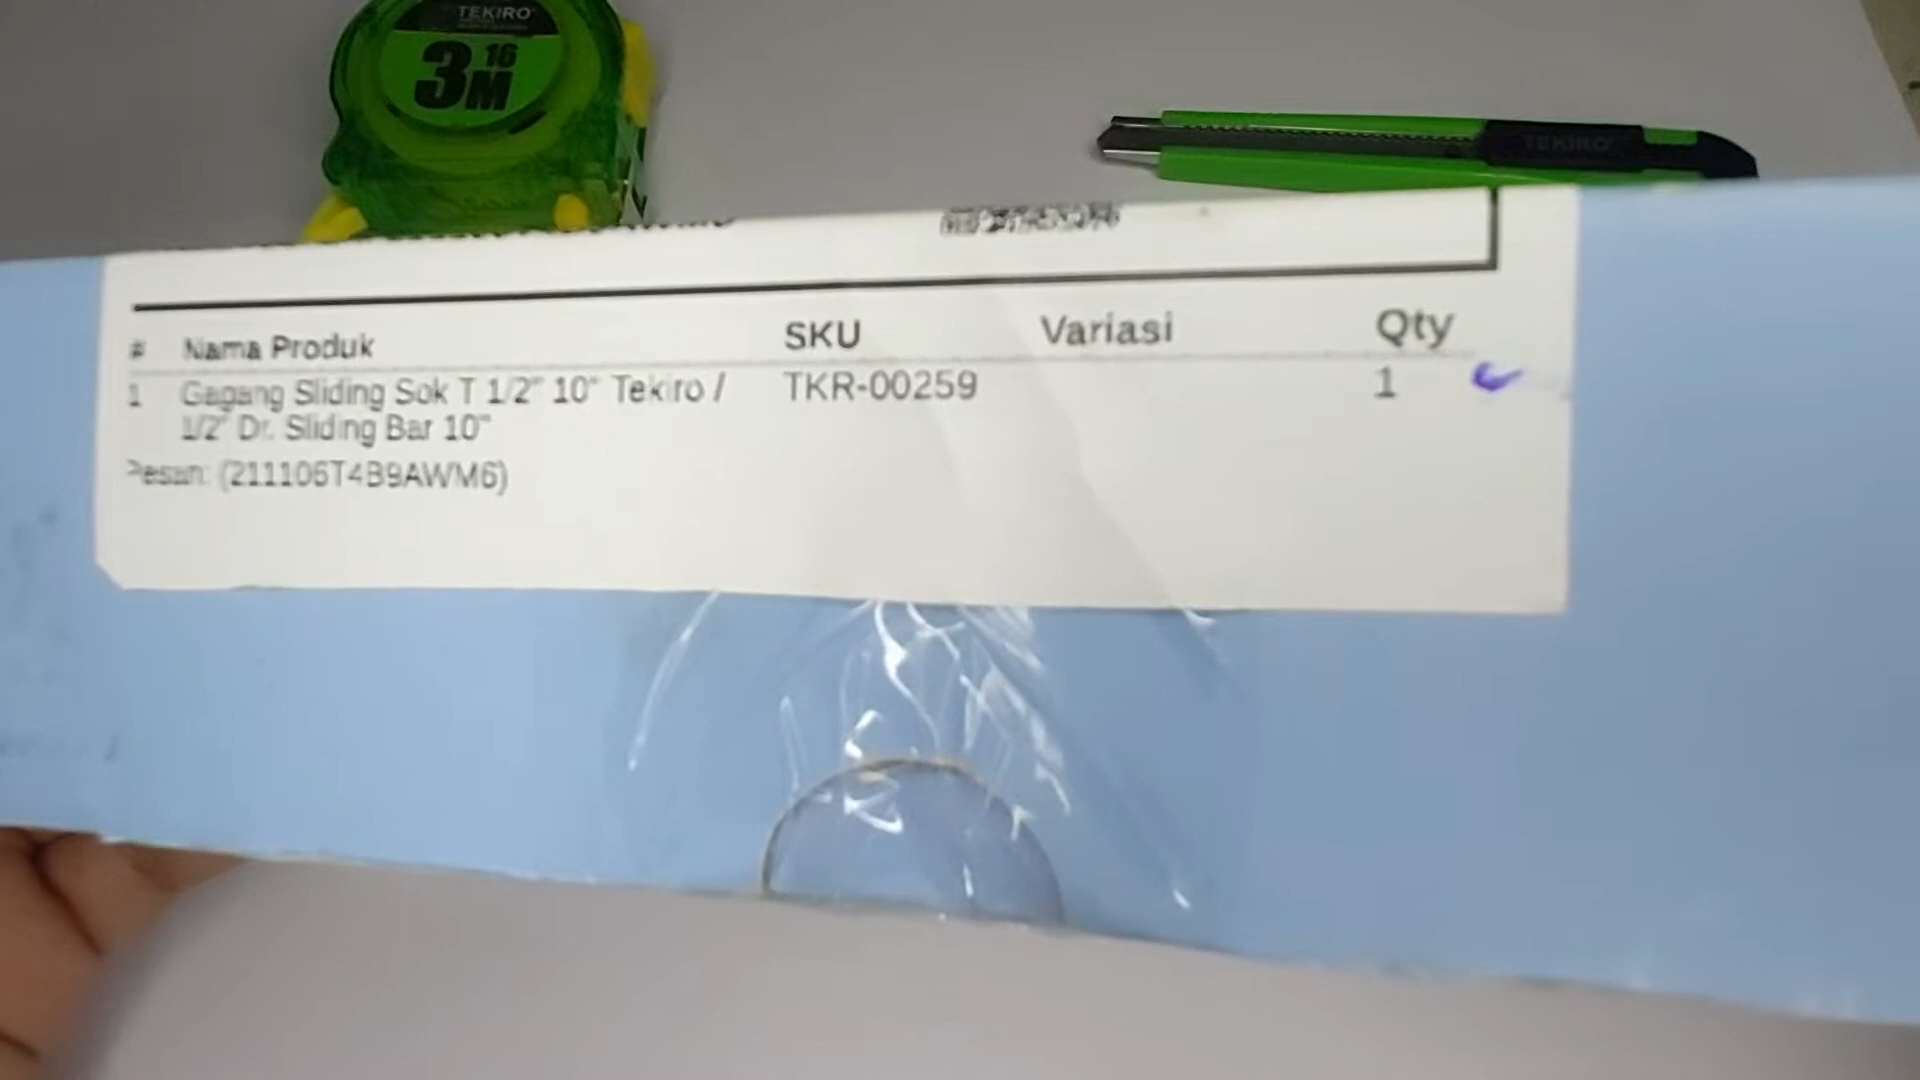 TEKIRO
3M 16
TEKIRO
# Nama Produk SKU Variasi Qty
1 Gagang Sliding Sok T 1/2" 10" Tekiro / TKR-00259 1
1/2" Dr. Sliding Bar 10"
Pesan: (211106T4B9AWM6)